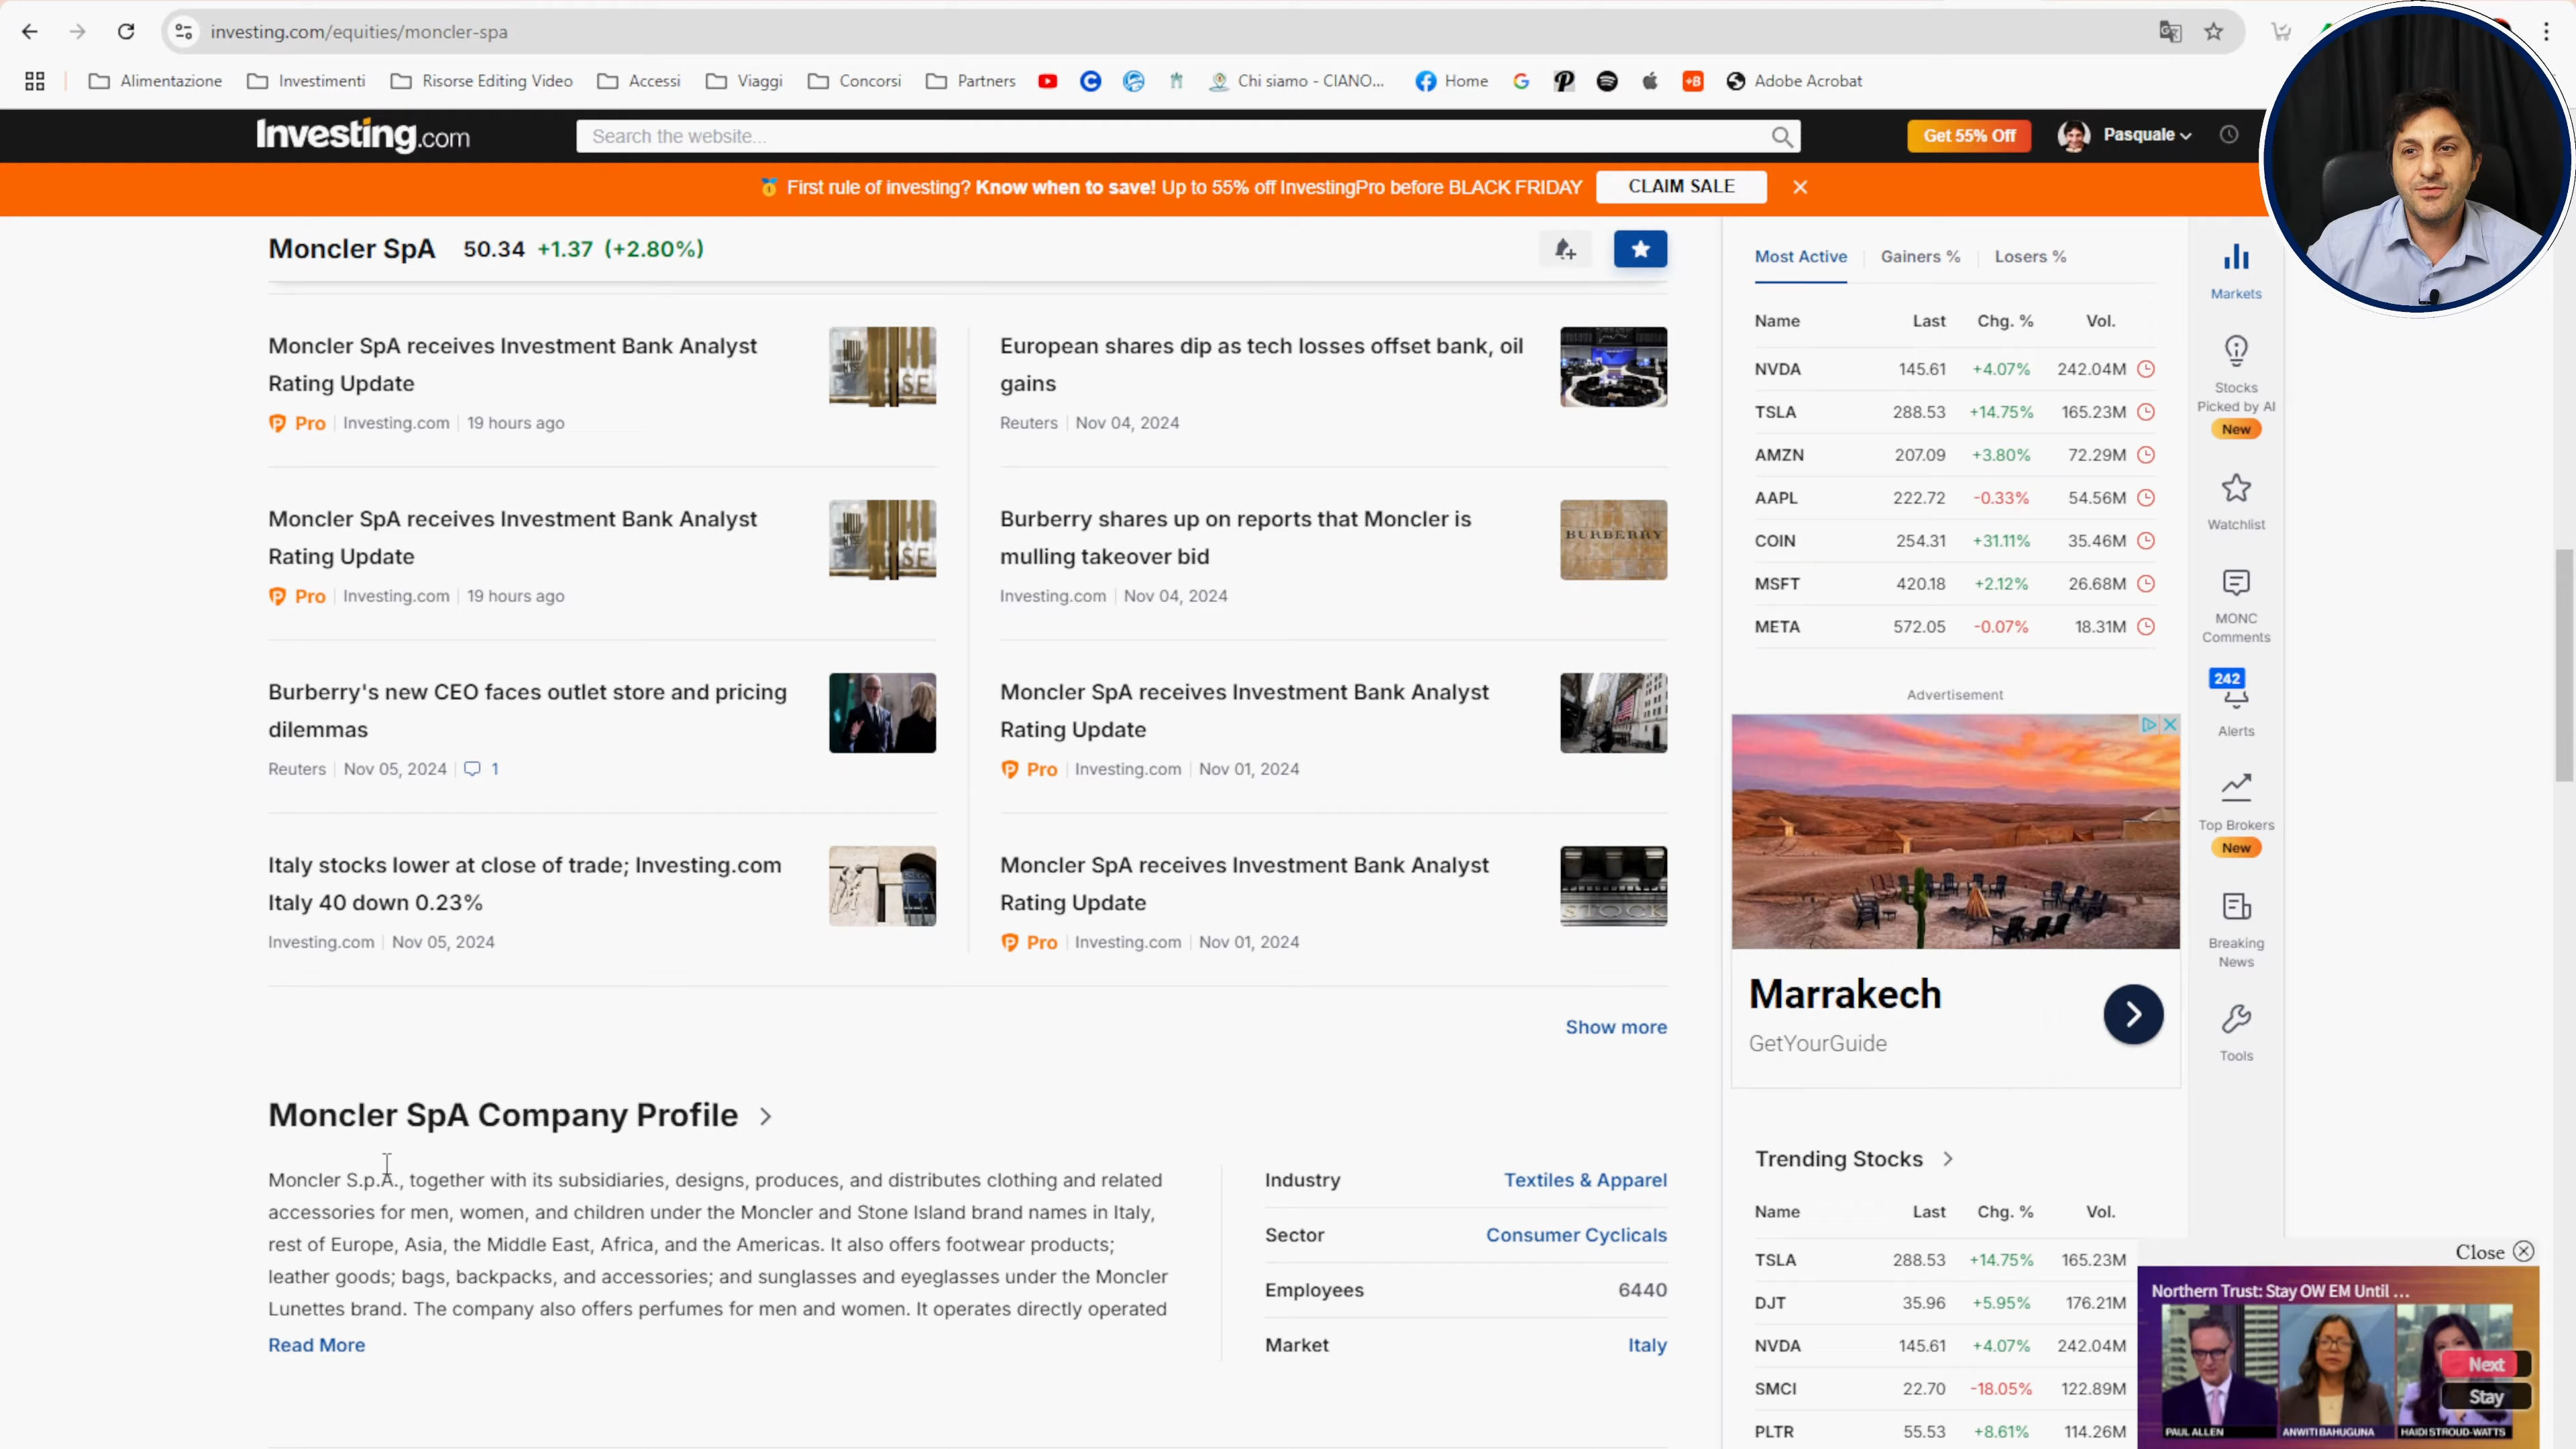 investing.com/equities/moncler-spa
Alimentazione
Investimenti
Risorse Editing Video
Accessi
Viaggi
Concorsi
Partners
Chi siamo - CIANO...
Home
Adobe Acrobat
Investing.com
Search the website...
Get 55% Off
Pasquale
First rule of investing? Know when to save! Up to 55% off InvestingPro before BLACK FRIDAY
CLAIM SALE
Moncler SpA 50.34 +1.37 (+2.80%)
Moncler SpA receives Investment Bank Analyst
Rating Update
Pro Investing.com 19 hours ago
Moncler SpA receives Investment Bank Analyst
Rating Update
Pro Investing.com 19 hours ago
Burberry's new CEO faces outlet store and pricing
dilemmas
Reuters Nov 05, 2024 1
Italy stocks lower at close of trade; Investing.com
Italy 40 down 0.23%
Investing.com Nov 05, 2024
European shares dip as tech losses offset bank, oil
gains
Reuters Nov 04, 2024
Burberry shares up on reports that Moncler is
mulling takeover bid
Investing.com Nov 04, 2024
BURBERRY
Moncler SpA receives Investment Bank Analyst
Rating Update
Pro Investing.com Nov 01, 2024
Moncler SpA receives Investment Bank Analyst
Rating Update
Pro Investing.com Nov 01, 2024
STOCK
Show more
Moncler SpA Company Profile
Moncler S.p.A., together with its subsidiaries, designs, produces, and distributes clothing and related
accessories for men, women, and children under the Moncler and Stone Island brand names in Italy,
rest of Europe, Asia, the Middle East, Africa, and the Americas. It also offers footwear products;
leather goods; bags, backpacks, and accessories; and sunglasses and eyeglasses under the Moncler
Lunettes brand. The company also offers perfumes for men and women. It operates directly operated
Read More
Industry Textiles & Apparel
Sector Consumer Cyclicals
Employees 6440
Market Italy
Most Active Gainers % Losers %
Name Last Chg. % Vol.
NVDA 145.61 +4.07% 242.04M
TSLA 288.53 +14.75% 165.23M
AMZN 207.09 +3.80% 72.29M
AAPL 222.72 -0.33% 54.56M
COIN 254.31 +31.11% 35.46M
MSFT 420.18 +2.12% 26.68M
META 572.05 -0.07% 18.31M
Advertisement
Marrakech
GetYourGuide
Trending Stocks
Name Last Chg. % Vol.
TSLA 288.53 +14.75% 165.23M
DJT 35.96 +5.95% 176.21M
NVDA 145.61 +4.07% 242.04M
SMCI 22.70 -18.05% 122.89M
PLTR 55.53 +8.61% 114.26M
Markets
Stocks
Picked by AI
New
Watchlist
MONC
Comments
242
Alerts
Top Brokers
New
Breaking
News
Tools
Close
Northern Trust: Stay OW EM Until ...
Next
Stay
PAUL ALLEN
ANWITI BAHUGUNA
HAIDI STROUD-WATTS